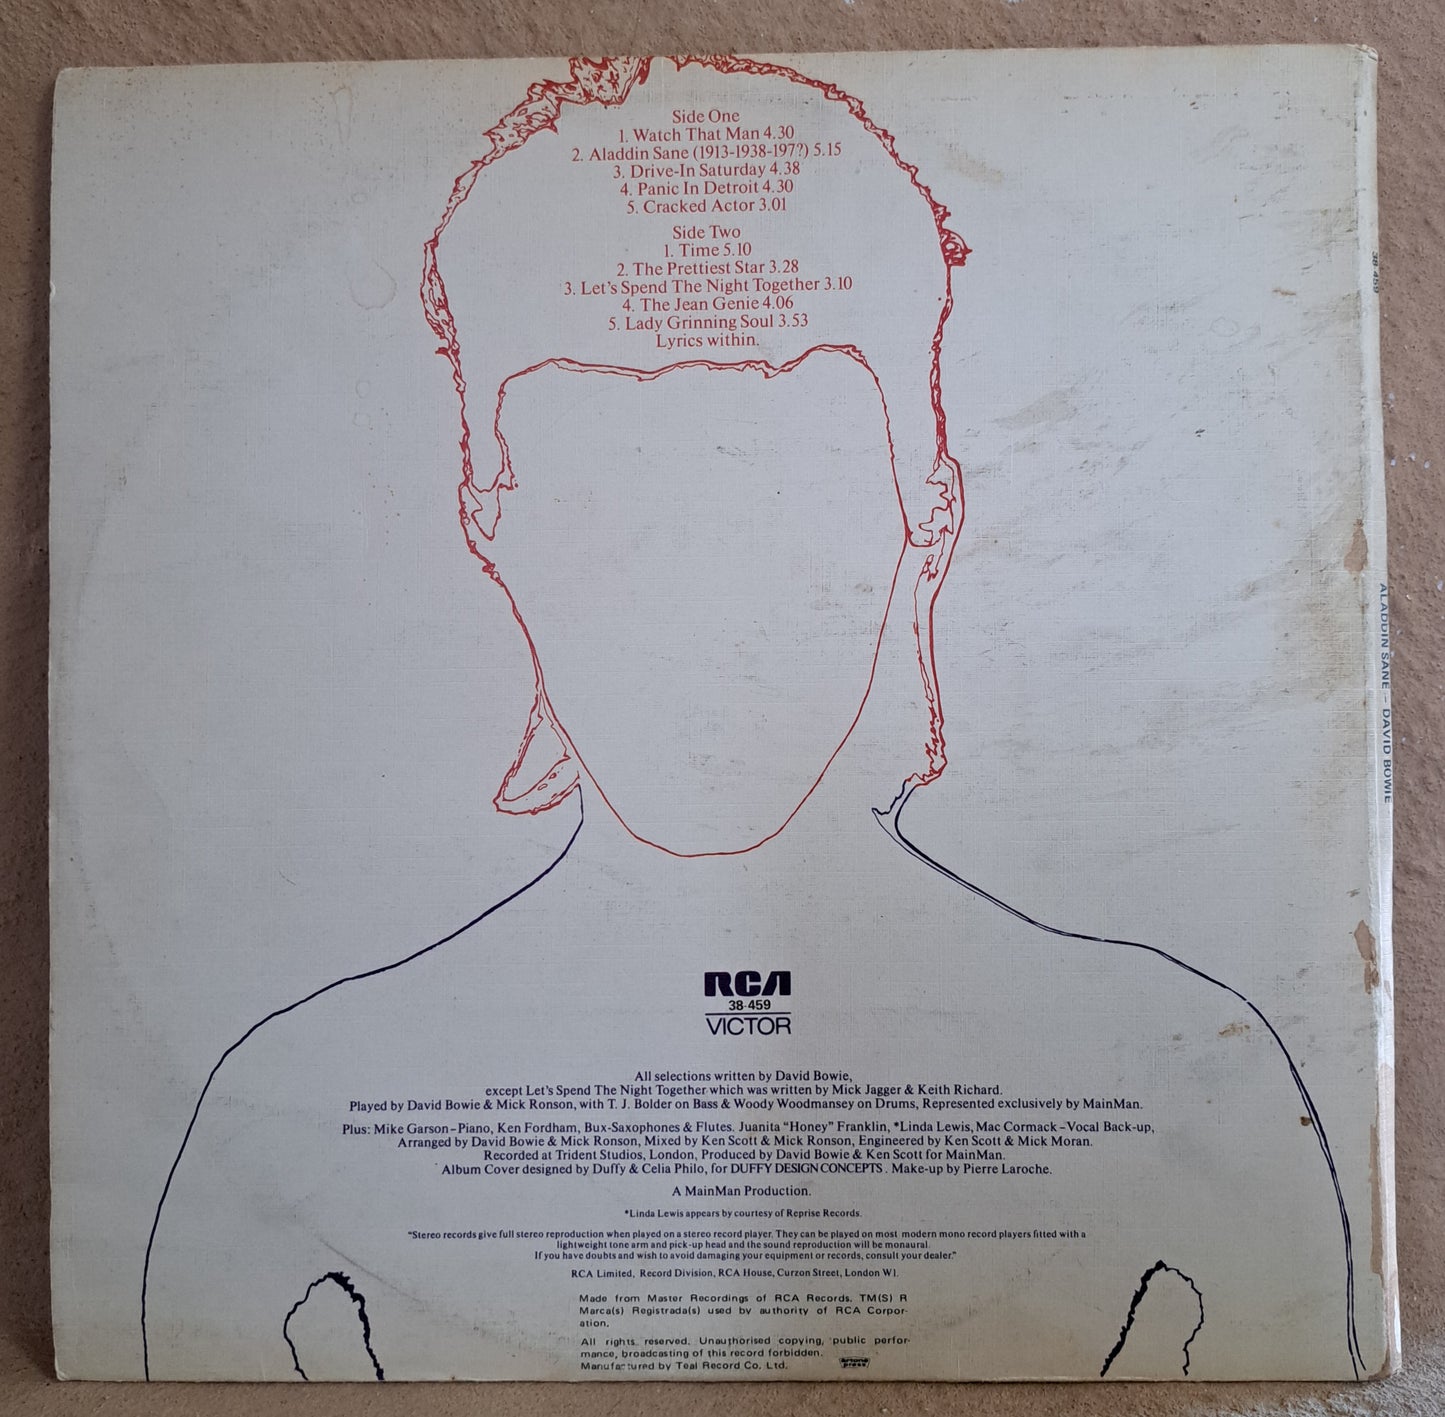 Side One
1. Watch That Man 4.30
2. Aladdin Sane (1913-1938-197?) 5.15
3. Drive-In Saturday 4.38
4. Panic In Detroit 4.30
5. Cracked Actor 3.01
Side Two
1. Time 5.10
2. The Prettiest Star 3.28
3. Let's Spend The Night Together 3.10
4. The Jean Genie 4.06
5. Lady Grinning Soul 3.53
Lyrics within.
38-459
ALADDIN SANE – DAVID BOWIE
RCA
38-459
VICTOR
All selections written by David Bowie,
except Let's Spend The Night Together which was written by Mick Jagger & Keith Richard.
Played by David Bowie & Mick Ronson, with T. J. Bolder on Bass & Woody Woodmansey on Drums, Represented exclusively by MainMan.
Plus: Mike Garson–Piano, Ken Fordham, Bux-Saxophones & Flutes. Juanita “Honey” Franklin, *Linda Lewis, Mac Cormack–Vocal Back-up,
Arranged by David Bowie & Mick Ronson, Mixed by Ken Scott & Mick Ronson, Engineered by Ken Scott & Mick Moran.
Recorded at Trident Studios, London, Produced by David Bowie & Ken Scott for MainMan.
Album Cover designed by Duffy & Celia Philo, for DUFFY DESIGN CONCEPTS. Make-up by Pierre Laroche.
A MainMan Production.
*Linda Lewis appears by courtesy of Reprise Records.
“Stereo records give full stereo reproduction when played on a stereo record player. They can be played on most modern mono record players fitted with a
lightweight tone arm and pick-up head and the sound reproduction will be monaural.
If you have doubts and wish to avoid damaging your equipment or records, consult your dealer.”
RCA Limited, Record Division, RCA House, Curzon Street, London W1.
Made from Master Recordings of RCA Records. TM(S) R
Marca(s) Registrada(s) used by authority of RCA Corpor-
ation.
All rights reserved. Unauthorised copying, public perfor-
mance, broadcasting of this record forbidden.
Manufactured by Teal Record Co. Ltd.
artone press